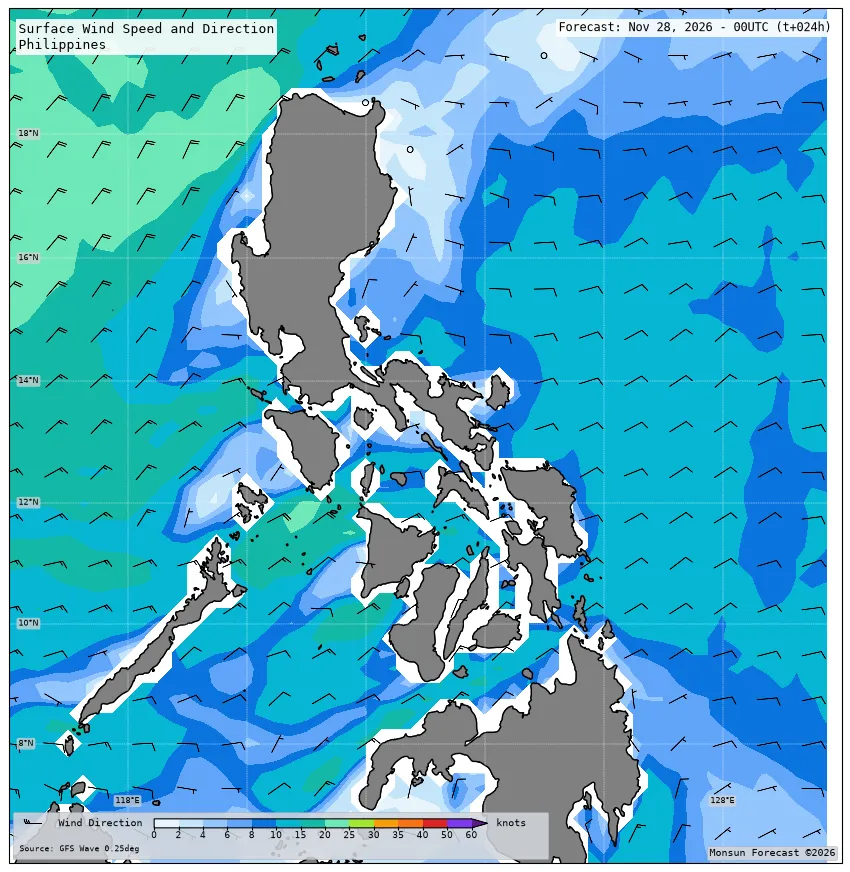 Surface Wind Speed and Direction
Philippines
Forecast: Nov 28, 2026 - 00UTC (t+024h)
18°N
16°N
14°N
12°N
10°N
8°N
118°E
128°E
Wind Direction
0 2 4 6 8 10 15 20 25 30 35 40 50 60
knots
Source: GFS Wave 0.25deg
Monsun Forecast ©2026